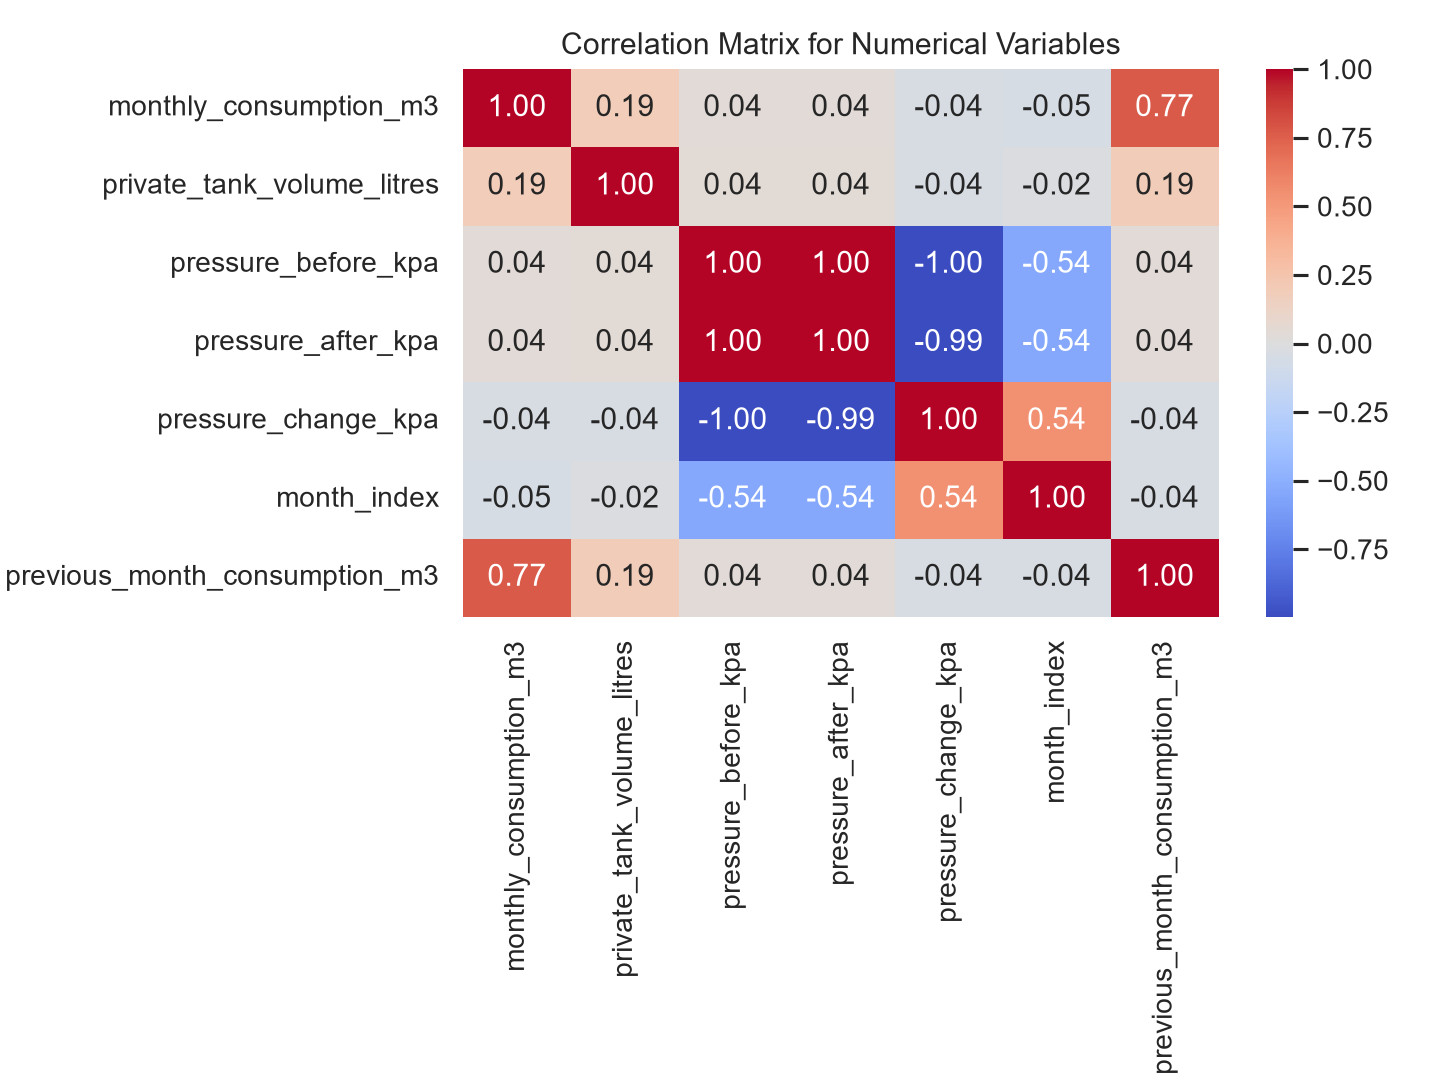 Correlation Matrix for Numerical Variables
monthly_consumption_m3 1.00 0.19 0.04 0.04 -0.04 -0.05 0.77
private_tank_volume_litres 0.19 1.00 0.04 0.04 -0.04 -0.02 0.19
pressure_before_kpa 0.04 0.04 1.00 1.00 -1.00 -0.54 0.04
pressure_after_kpa 0.04 0.04 1.00 1.00 -0.99 -0.54 0.04
pressure_change_kpa -0.04 -0.04 -1.00 -0.99 1.00 0.54 -0.04
month_index -0.05 -0.02 -0.54 -0.54 0.54 1.00 -0.04
previous_month_consumption_m3 0.77 0.19 0.04 0.04 -0.04 -0.04 1.00
monthly_consumption_m3
private_tank_volume_litres
pressure_before_kpa
pressure_after_kpa
pressure_change_kpa
month_index
previous_month_consumption_m3
1.00
0.75
0.50
0.25
0.00
−0.25
−0.50
−0.75